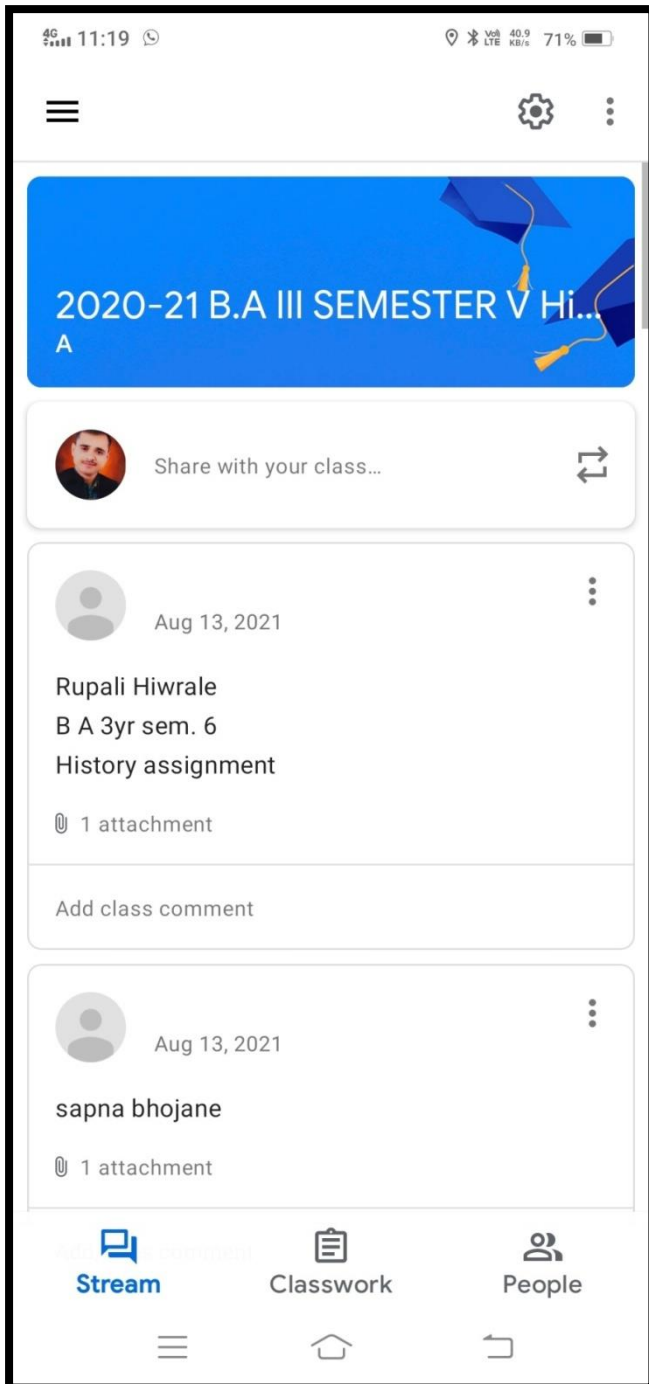 4G 11:19
VoLTE 40.9 KB/s 71%
2020-21 B.A III SEMESTER V Hi...
A
Share with your class...
Aug 13, 2021
Rupali Hiwrale
B A 3yr sem. 6
History assignment
1 attachment
Add class comment
Aug 13, 2021
sapna bhojane
1 attachment
Stream Classwork People